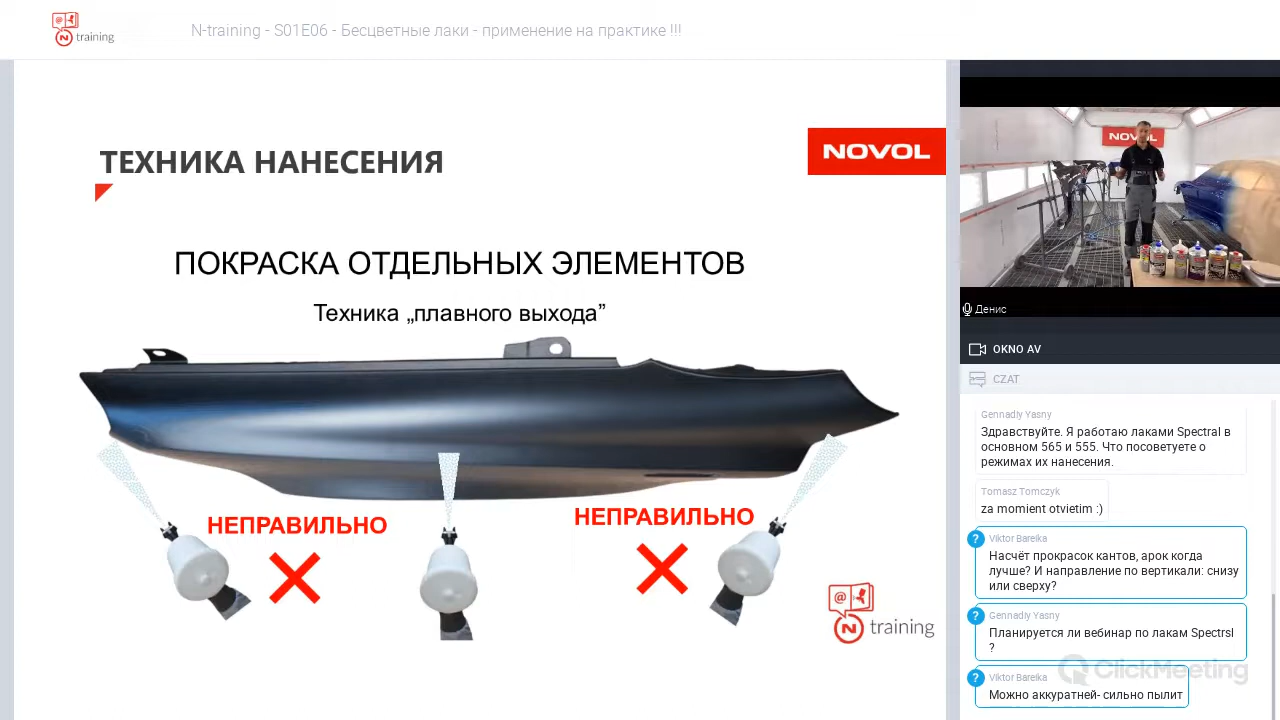 N-training - S01E06 - Бесцветные лаки - применение на практике !!!
@
N training
ТЕХНИКА НАНЕСЕНИЯ
NOVOL
ПОКРАСКА ОТДЕЛЬНЫХ ЭЛЕМЕНТОВ
Техника „плавного выхода”
НЕПРАВИЛЬНО
НЕПРАВИЛЬНО
@
N training
NOVOL
Денис
OKNO AV
CZAT
Gennadiy Yasny
Здравствуйте. Я работаю лаками Spectral в
основном 565 и 555. Что посоветуете о
режимах их нанесения.
Tomasz Tomczyk
za momient otvietim :)
?
Viktor Bareika
Насчёт прокрасок кантов, арок когда
лучше? И направление по вертикали: снизу
или сверху?
?
Gennadiy Yasny
Планируется ли вебинар по лакам Spectrsl
?
?
Viktor Bareika
Можно аккуратней- сильно пылит
ClickMeeting